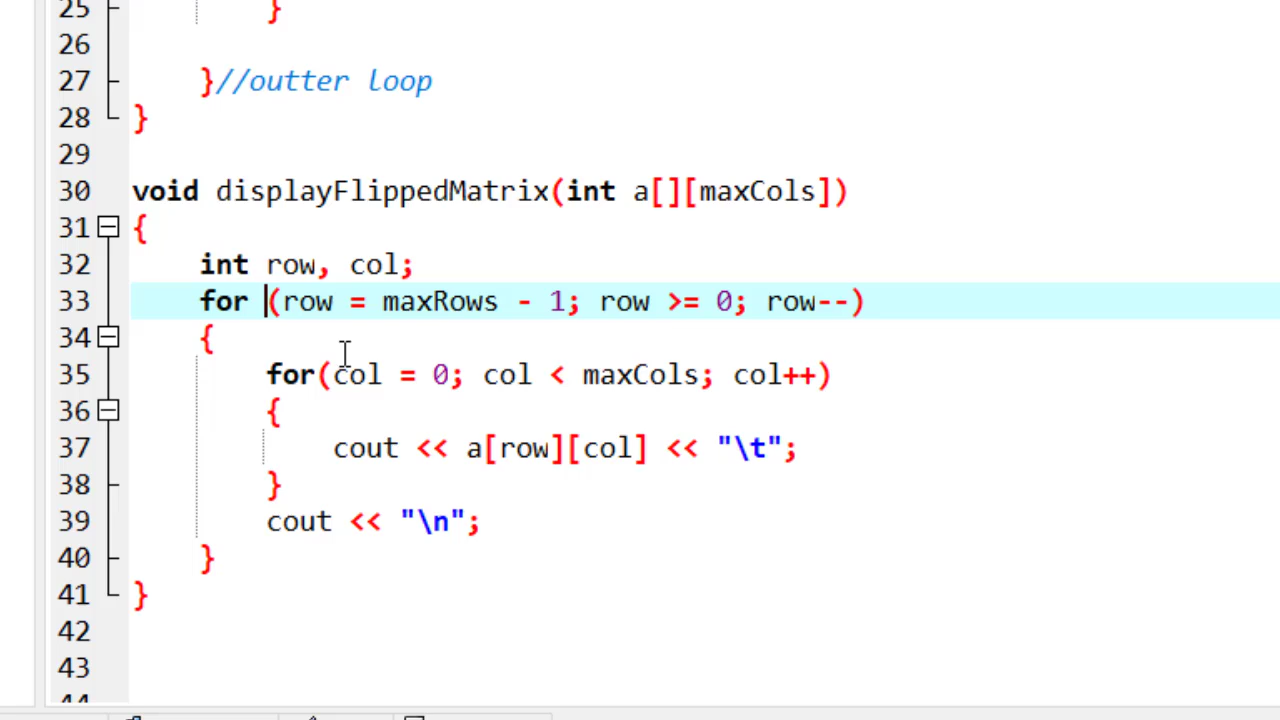 25 }
26
27 }//outter loop
28 }
29
30 void displayFlippedMatrix(int a[][maxCols])
31 {
32 int row, col;
33 for (row = maxRows - 1; row >= 0; row--)
34 {
35 for(col = 0; col < maxCols; col++)
36 {
37 cout << a[row][col] << "\t";
38 }
39 cout << "\n";
40 }
41 }
42
43
44